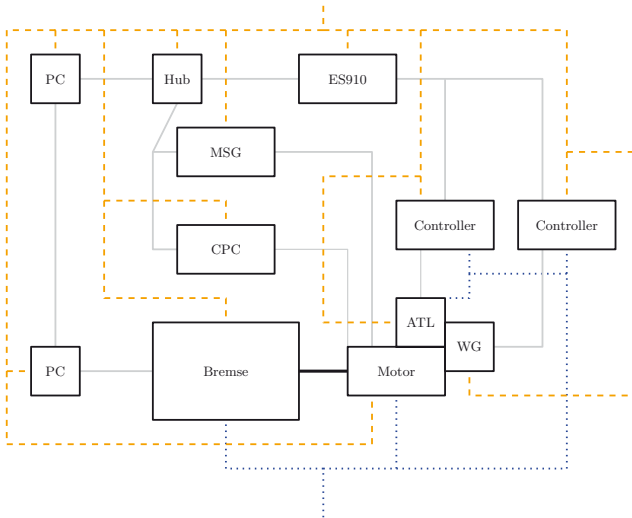 PC
Hub
ES910
MSG
Controller
Controller
CPC
ATL
WG
PC
Bremse
Motor